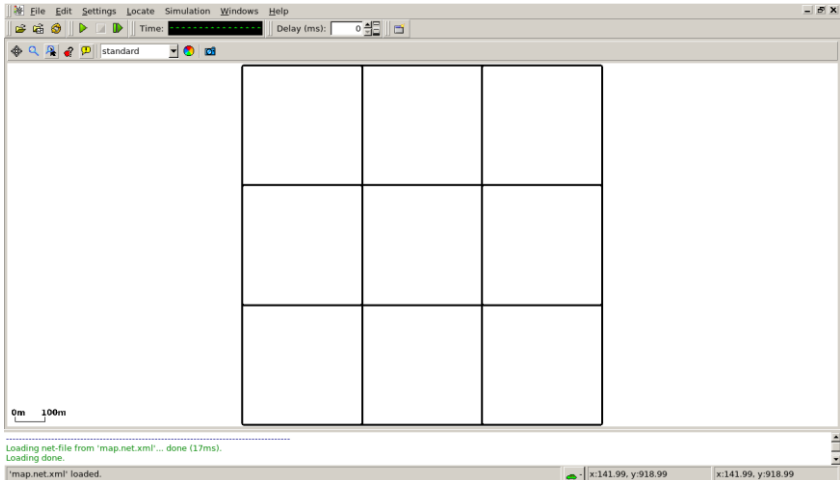 File Edit Settings Locate Simulation Windows Help
Time: Delay (ms): 0
standard
0m 100m
Loading net-file from 'map.net.xml'... done (17ms).
Loading done.
'map.net.xml' loaded. x:141.99, y:918.99 x:141.99, y:918.99